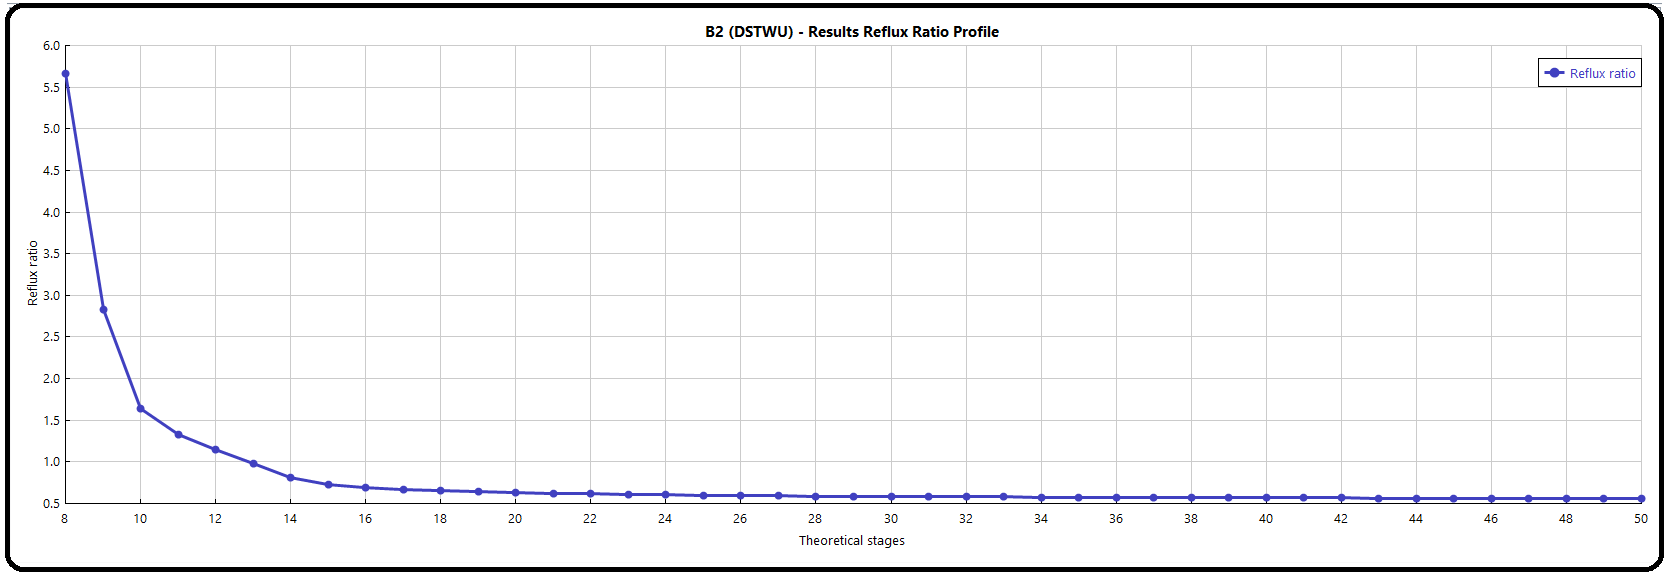 B2 (DSTWU) - Results Reflux Ratio Profile
Reflux ratio
6.0
5.5
5.0
4.5
4.0
3.5
3.0
2.5
2.0
1.5
1.0
0.5
Reflux ratio
8 10 12 14 16 18 20 22 24 26 28 30 32 34 36 38 40 42 44 46 48 50
Theoretical stages